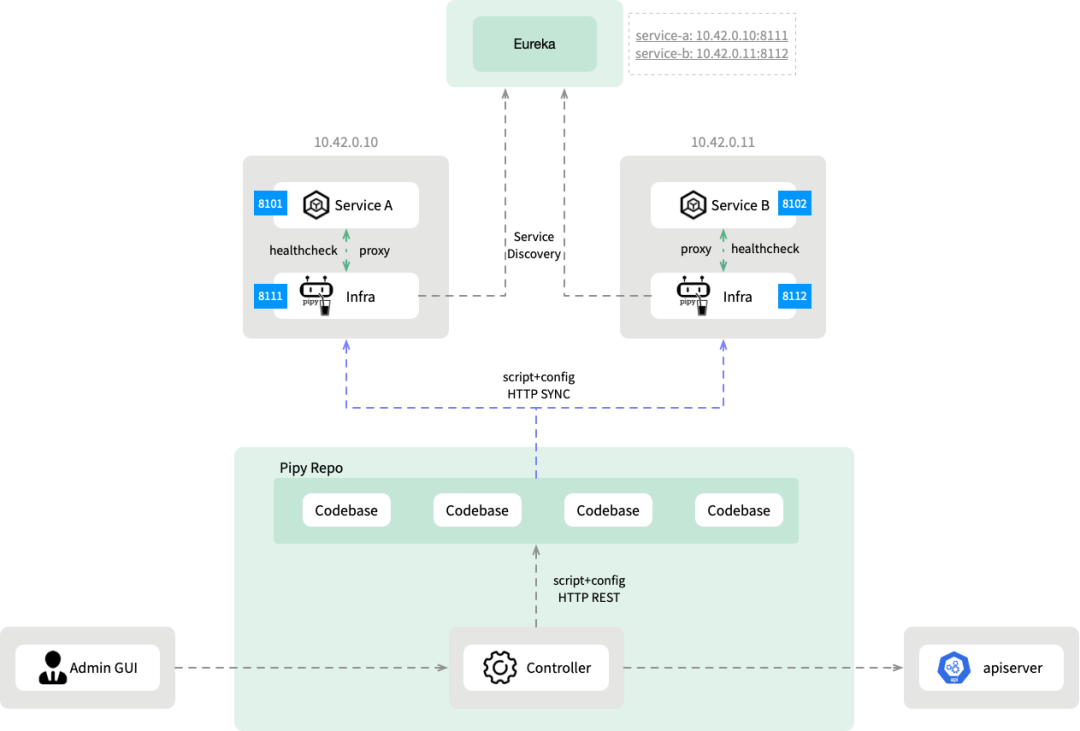 Eureka
service-a: 10.42.0.10:8111
service-b: 10.42.0.11:8112
10.42.0.10
10.42.0.11
8101
Service A
Service B
8102
healthcheck
proxy
Service
Discovery
proxy
healthcheck
8111
pipy
Infra
pipy
Infra
8112
script+config
HTTP SYNC
Pipy Repo
Codebase
Codebase
Codebase
Codebase
script+config
HTTP REST
Admin GUI
Controller
api
apiserver